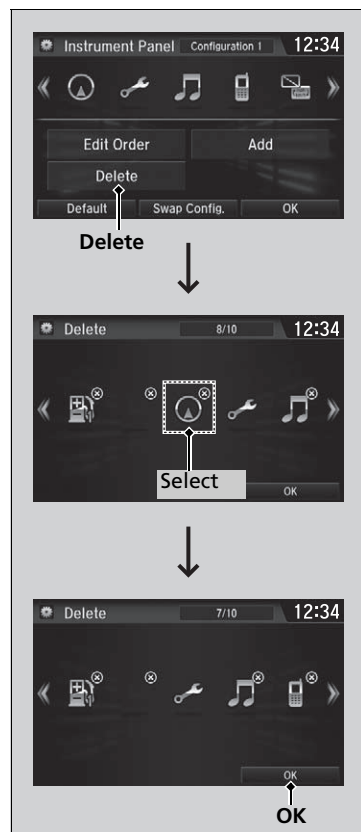 Instrument Panel Configuration 1 12:34
Edit Order Add
Delete
Default Swap Config. OK
Delete
Delete 8/10 12:34
Select
OK
Delete 7/10 12:34
OK
OK